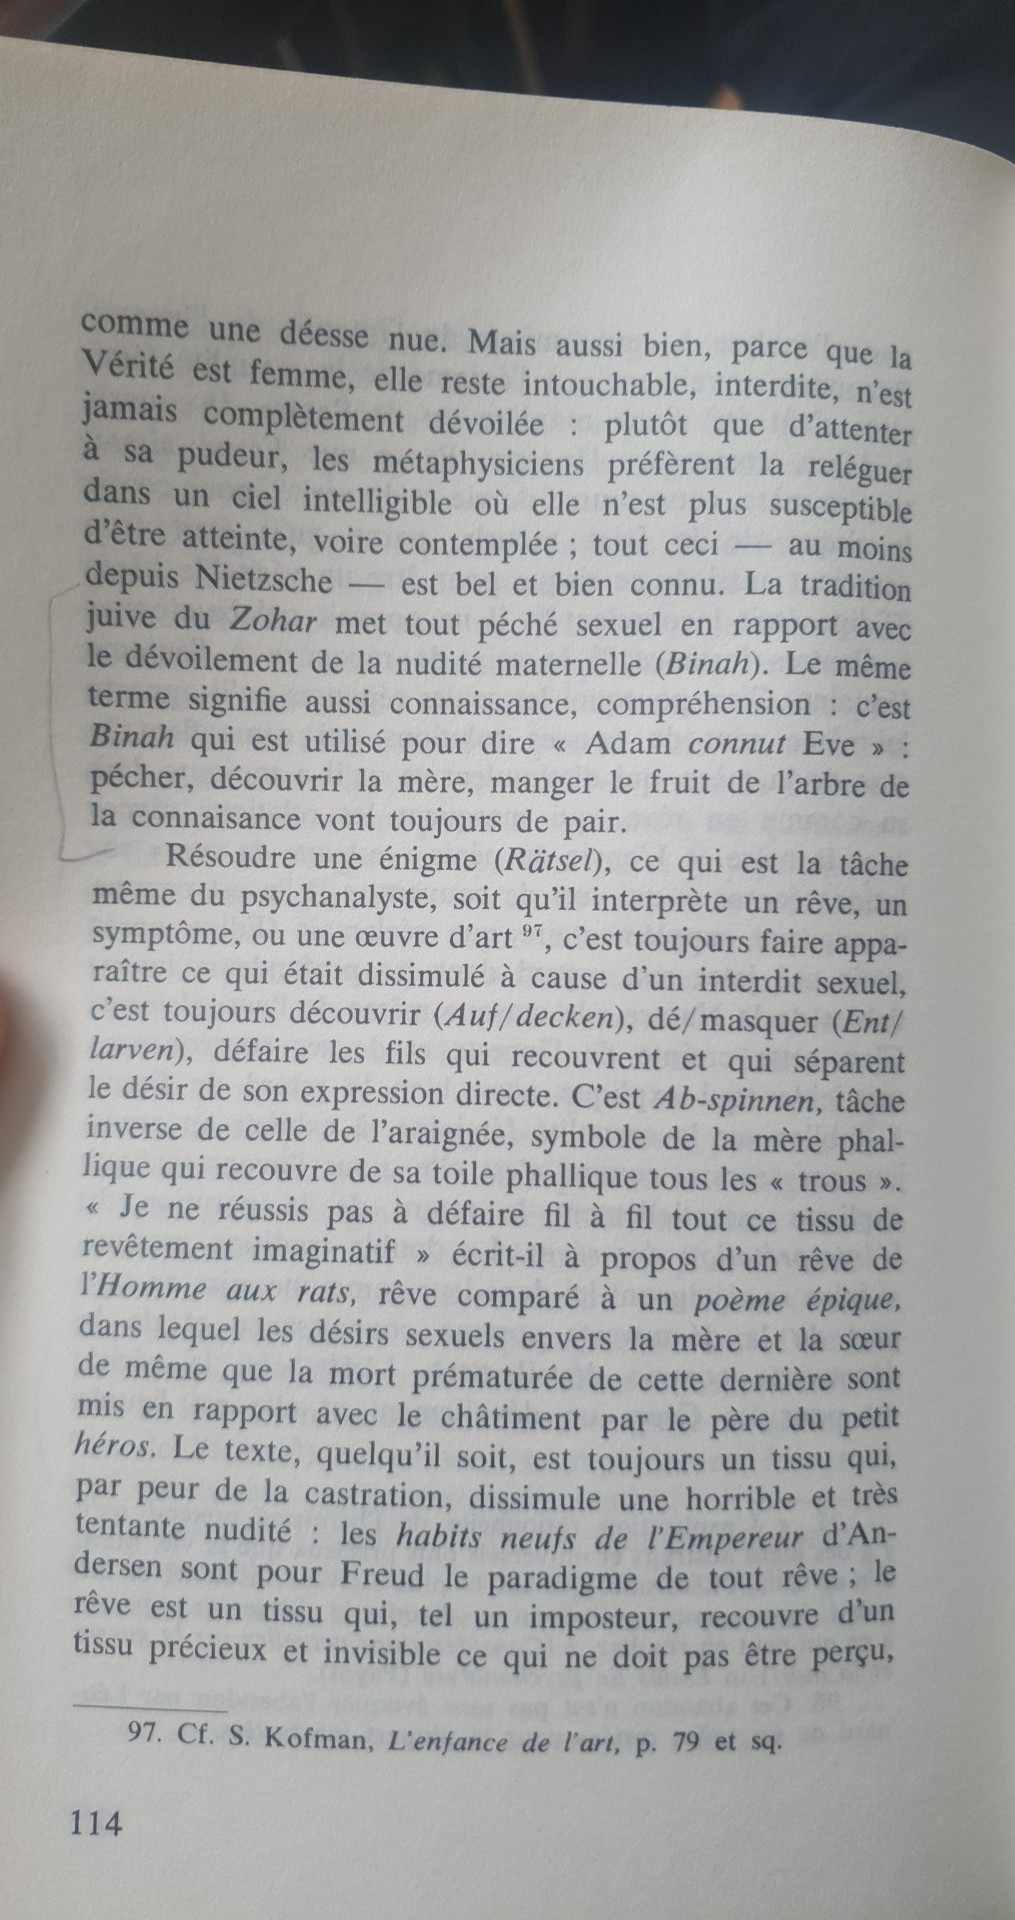 comme une déesse nue. Mais aussi bien, parce que la
Vérité est femme, elle reste intouchable, interdite, n'est
jamais complètement dévoilée : plutôt que d'attenter
à sa pudeur, les métaphysiciens préfèrent la reléguer
dans un ciel intelligible où elle n'est plus susceptible
d'être atteinte, voire contemplée ; tout ceci — au moins
depuis Nietzsche — est bel et bien connu. La tradition
juive du Zohar met tout péché sexuel en rapport avec
le dévoilement de la nudité maternelle (Binah). Le même
terme signifie aussi connaissance, compréhension : c'est
Binah qui est utilisé pour dire « Adam connut Eve » :
pécher, découvrir la mère, manger le fruit de l'arbre de
la connaisance vont toujours de pair.
Résoudre une énigme (Rätsel), ce qui est la tâche
même du psychanalyste, soit qu'il interprète un rêve, un
symptôme, ou une œuvre d'art 97, c'est toujours faire appa-
raître ce qui était dissimulé à cause d'un interdit sexuel,
c'est toujours découvrir (Auf/decken), dé/masquer (Ent/
larven), défaire les fils qui recouvrent et qui séparent
le désir de son expression directe. C'est Ab-spinnen, tâche
inverse de celle de l'araignée, symbole de la mère phal-
lique qui recouvre de sa toile phallique tous les « trous ».
« Je ne réussis pas à défaire fil à fil tout ce tissu de
revêtement imaginatif » écrit-il à propos d'un rêve de
l'Homme aux rats, rêve comparé à un poème épique,
dans lequel les désirs sexuels envers la mère et la sœur
de même que la mort prématurée de cette dernière sont
mis en rapport avec le châtiment par le père du petit
héros. Le texte, quelqu'il soit, est toujours un tissu qui,
par peur de la castration, dissimule une horrible et très
tentante nudité : les habits neufs de l'Empereur d'An-
dersen sont pour Freud le paradigme de tout rêve ; le
rêve est un tissu qui, tel un imposteur, recouvre d'un
tissu précieux et invisible ce qui ne doit pas être perçu,
97. Cf. S. Kofman, L'enfance de l'art, p. 79 et sq.
114